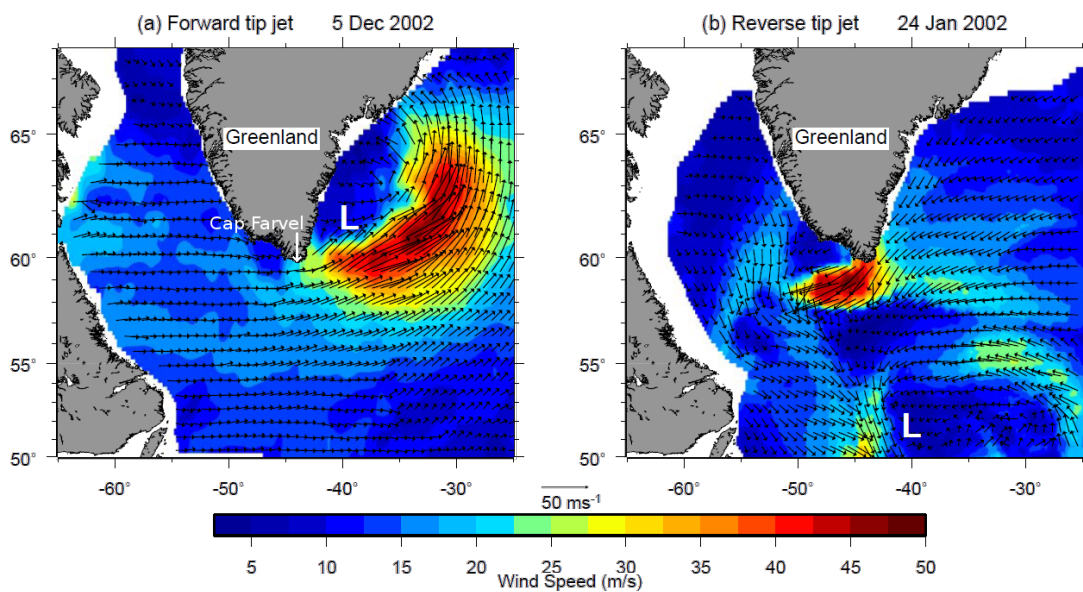 (a) Forward tip jet 5 Dec 2002
(b) Reverse tip jet 24 Jan 2002
65°
60°
55°
50°
Greenland
Cap Farvel
L
-60° -50° -40° -30°
65°
60°
55°
50°
Greenland
L
-60° -50° -40° -30°
50 ms⁻¹
5 10 15 20 25 30 35 40 45 50
Wind Speed (m/s)